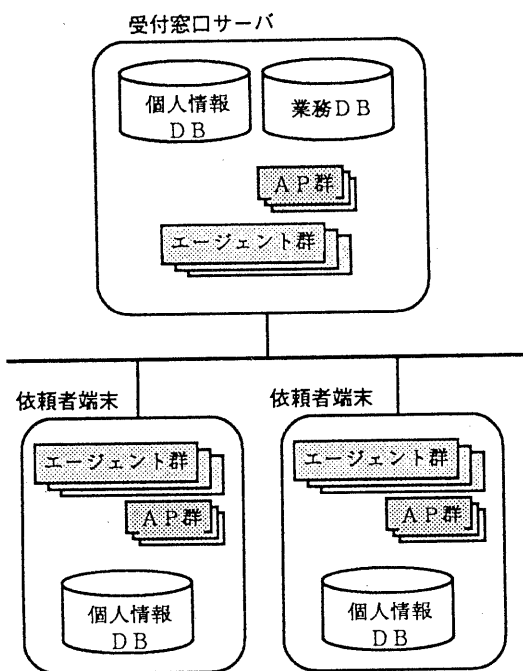 受付窓口サーバ
個人情報
DB
業務DB
AP群
エージェント群
依頼者端末
エージェント群
AP群
個人情報
DB
依頼者端末
エージェント群
AP群
個人情報
DB